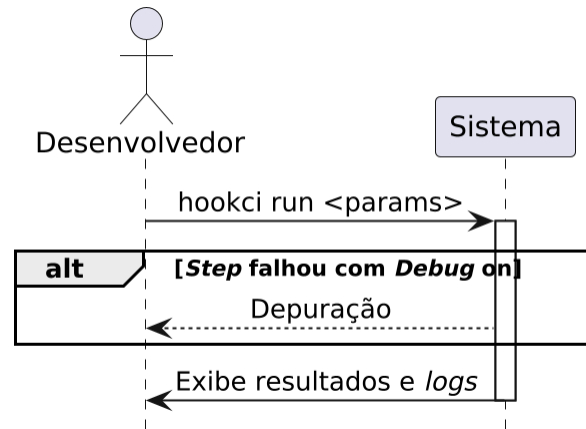 Desenvolvedor
Sistema
hookci run <params>
alt
[Step falhou com Debug on]
Depuração
Exibe resultados e logs